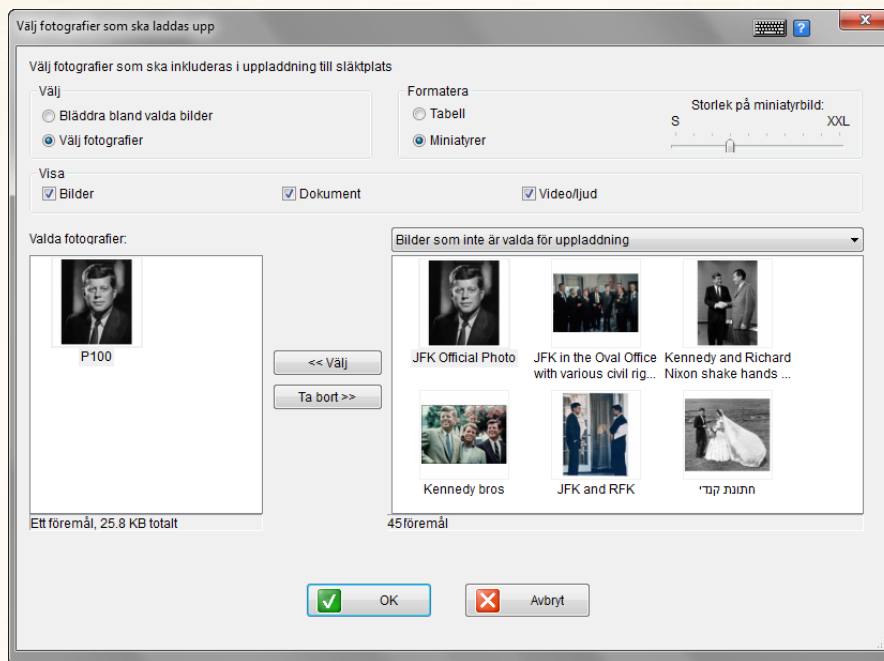 Välj fotografier som ska laddas upp
Välj fotografier som ska inkluderas i uppladdning till släktplats
Välj
Bläddra bland valda bilder
Välj fotografier
Formatera
Tabell
Miniatyrer
Storlek på miniatyrbild:
S XXL
Visa
Bilder Dokument Video/ljud
Valda fotografier:
P100
Ett föremål, 25.8 KB totalt
<< Välj
Ta bort >>
Bilder som inte är valda för uppladdning
JFK Official Photo
JFK in the Oval Office
with various civil rig...
Kennedy and Richard
Nixon shake hands ...
Kennedy bros
JFK and RFK
חתונת קנדי
45 föremål
OK
Avbryt